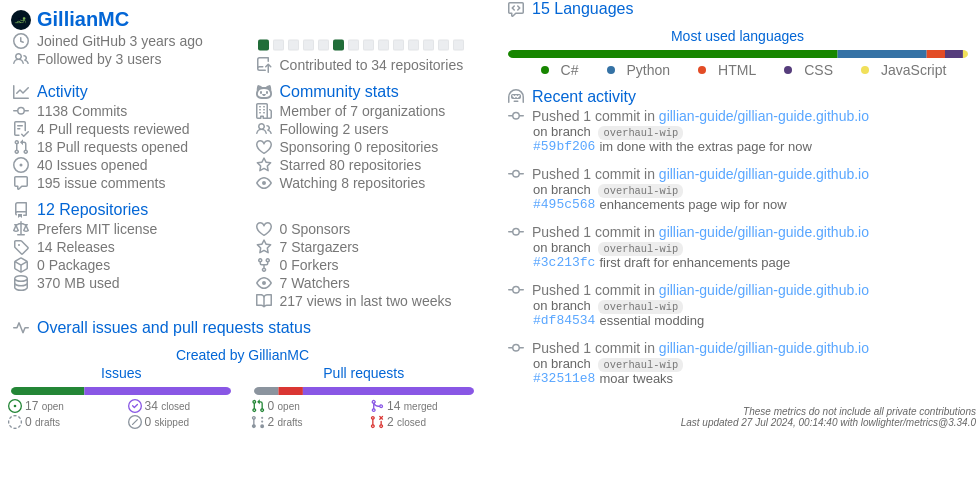 GillianMC
Joined GitHub 3 years ago
Followed by 3 users
Contributed to 34 repositories
Activity
1138 Commits
4 Pull requests reviewed
18 Pull requests opened
40 Issues opened
195 issue comments
Community stats
Member of 7 organizations
Following 2 users
Sponsoring 0 repositories
Starred 80 repositories
Watching 8 repositories
12 Repositories
Prefers MIT license
14 Releases
0 Packages
370 MB used
0 Sponsors
7 Stargazers
0 Forkers
7 Watchers
217 views in last two weeks
Overall issues and pull requests status
Created by GillianMC
Issues
17 open
34 closed
0 drafts
0 skipped
Pull requests
0 open
14 merged
2 drafts
2 closed
15 Languages
Most used languages
C# Python HTML CSS JavaScript
Recent activity
Pushed 1 commit in gillian-guide/gillian-guide.github.io
on branch overhaul-wip
#59bf206 im done with the extras page for now
Pushed 1 commit in gillian-guide/gillian-guide.github.io
on branch overhaul-wip
#495c568 enhancements page wip for now
Pushed 1 commit in gillian-guide/gillian-guide.github.io
on branch overhaul-wip
#3c213fc first draft for enhancements page
Pushed 1 commit in gillian-guide/gillian-guide.github.io
on branch overhaul-wip
#df84534 essential modding
Pushed 1 commit in gillian-guide/gillian-guide.github.io
on branch overhaul-wip
#32511e8 moar tweaks
These metrics do not include all private contributions
Last updated 27 Jul 2024, 00:14:40 with lowlighter/metrics@3.34.0